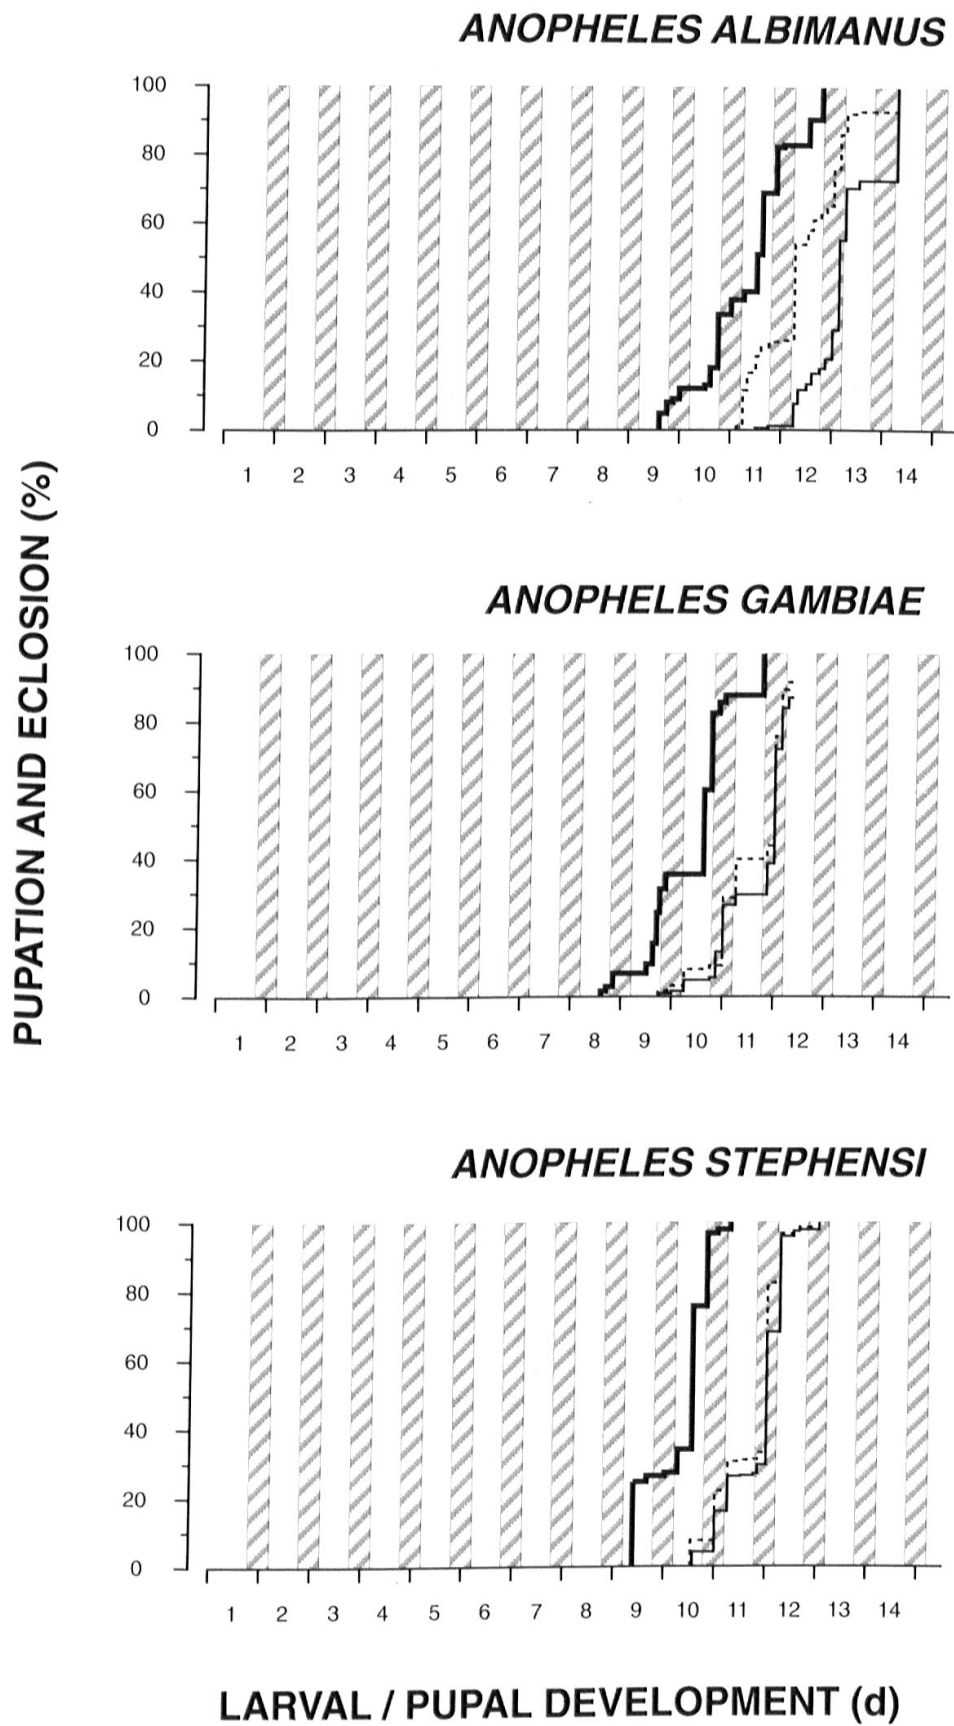 ANOPHELES ALBIMANUS
100
80
60
40
20
0
1 2 3 4 5 6 7 8 9 10 11 12 13 14
ANOPHELES GAMBIAE
100
80
60
40
20
0
1 2 3 4 5 6 7 8 9 10 11 12 13 14
ANOPHELES STEPHENSI
100
80
60
40
20
0
1 2 3 4 5 6 7 8 9 10 11 12 13 14
PUPATION AND ECLOSION (%)
LARVAL / PUPAL DEVELOPMENT (d)